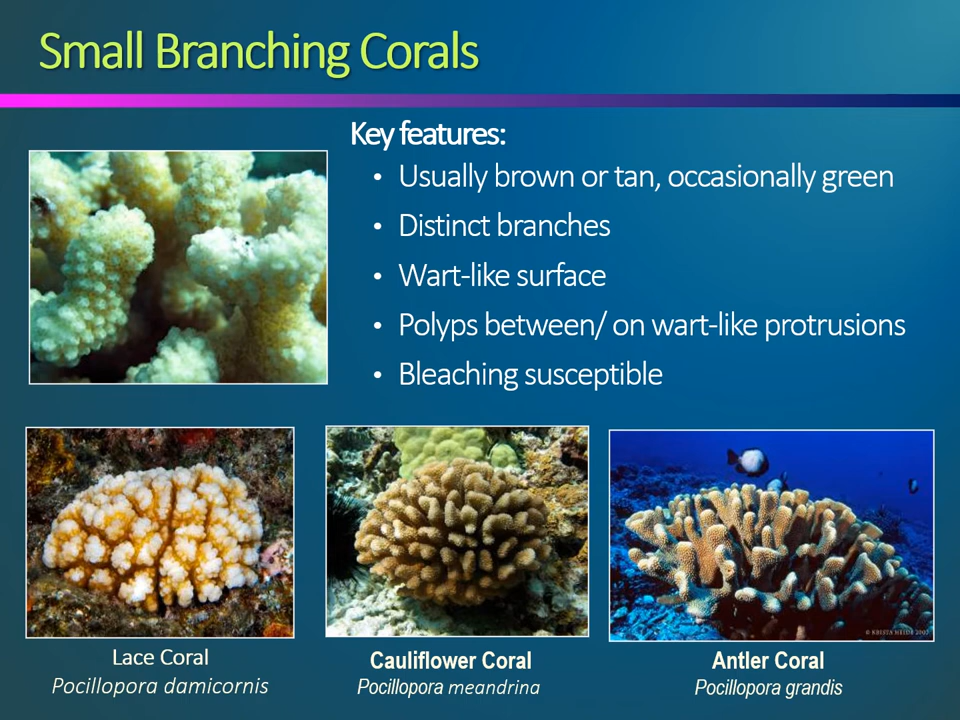 Small Branching Corals
Key features:
• Usually brown or tan, occasionally green
• Distinct branches
• Wart-like surface
• Polyps between/ on wart-like protrusions
• Bleaching susceptible
Lace Coral
Pocillopora damicornis
Cauliflower Coral
Pocillopora meandrina
Antler Coral
Pocillopora grandis